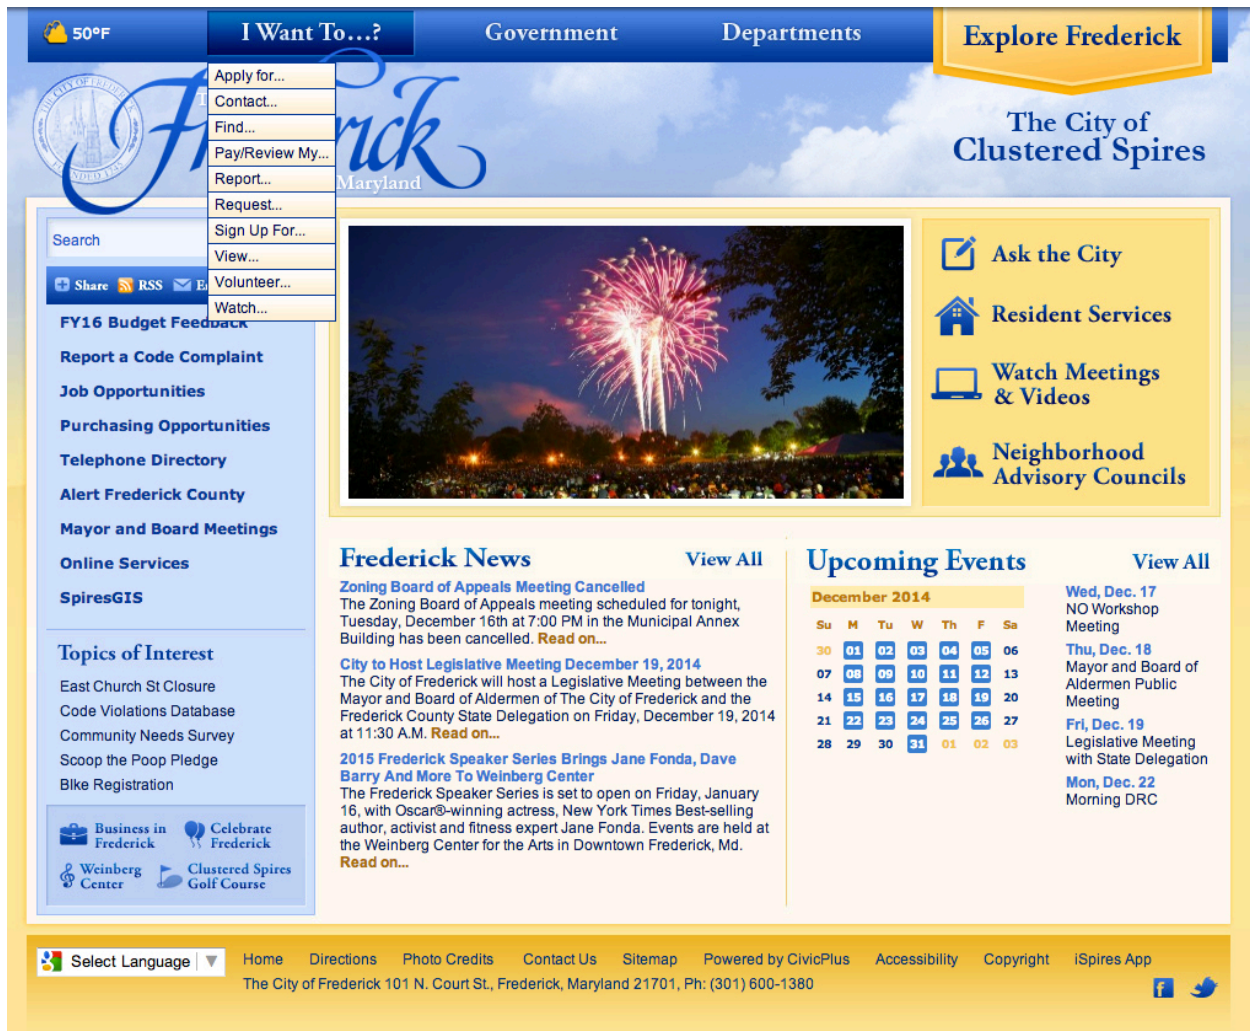 50°F
I Want To...?
Government
Departments
Explore Frederick
Apply for...
Contact...
Find...
Pay/Review My...
Report...
Request...
Sign Up For...
View...
Volunteer...
Watch...
Maryland
THE CITY OF FREDERICK
FOUNDED 1745
The City of
Clustered Spires
Search
Share
RSS
FY16 Budget Feedback
Report a Code Complaint
Job Opportunities
Purchasing Opportunities
Telephone Directory
Alert Frederick County
Mayor and Board Meetings
Online Services
SpiresGIS
Topics of Interest
East Church St Closure
Code Violations Database
Community Needs Survey
Scoop the Poop Pledge
BIke Registration
Business in
Frederick
Celebrate
Frederick
Weinberg
Center
Clustered Spires
Golf Course
Ask the City
Resident Services
Watch Meetings
& Videos
Neighborhood
Advisory Councils
Frederick News
View All
Zoning Board of Appeals Meeting Cancelled
The Zoning Board of Appeals meeting scheduled for tonight,
Tuesday, December 16th at 7:00 PM in the Municipal Annex
Building has been cancelled. Read on...
City to Host Legislative Meeting December 19, 2014
The City of Frederick will host a Legislative Meeting between the
Mayor and Board of Aldermen of The City of Frederick and the
Frederick County State Delegation on Friday, December 19, 2014
at 11:30 A.M. Read on...
2015 Frederick Speaker Series Brings Jane Fonda, Dave
Barry And More To Weinberg Center
The Frederick Speaker Series is set to open on Friday, January
16, with Oscar®-winning actress, New York Times Best-selling
author, activist and fitness expert Jane Fonda. Events are held at
the Weinberg Center for the Arts in Downtown Frederick, Md.
Read on...
Upcoming Events
View All
December 2014
Su M Tu W Th F Sa
30 01 02 03 04 05 06
07 08 09 10 11 12 13
14 15 16 17 18 19 20
21 22 23 24 25 26 27
28 29 30 31 01 02 03
Wed, Dec. 17
NO Workshop
Meeting
Thu, Dec. 18
Mayor and Board of
Aldermen Public
Meeting
Fri, Dec. 19
Legislative Meeting
with State Delegation
Mon, Dec. 22
Morning DRC
Select Language ▼
Home Directions Photo Credits Contact Us Sitemap Powered by CivicPlus Accessibility Copyright iSpires App
The City of Frederick 101 N. Court St., Frederick, Maryland 21701, Ph: (301) 600-1380
f